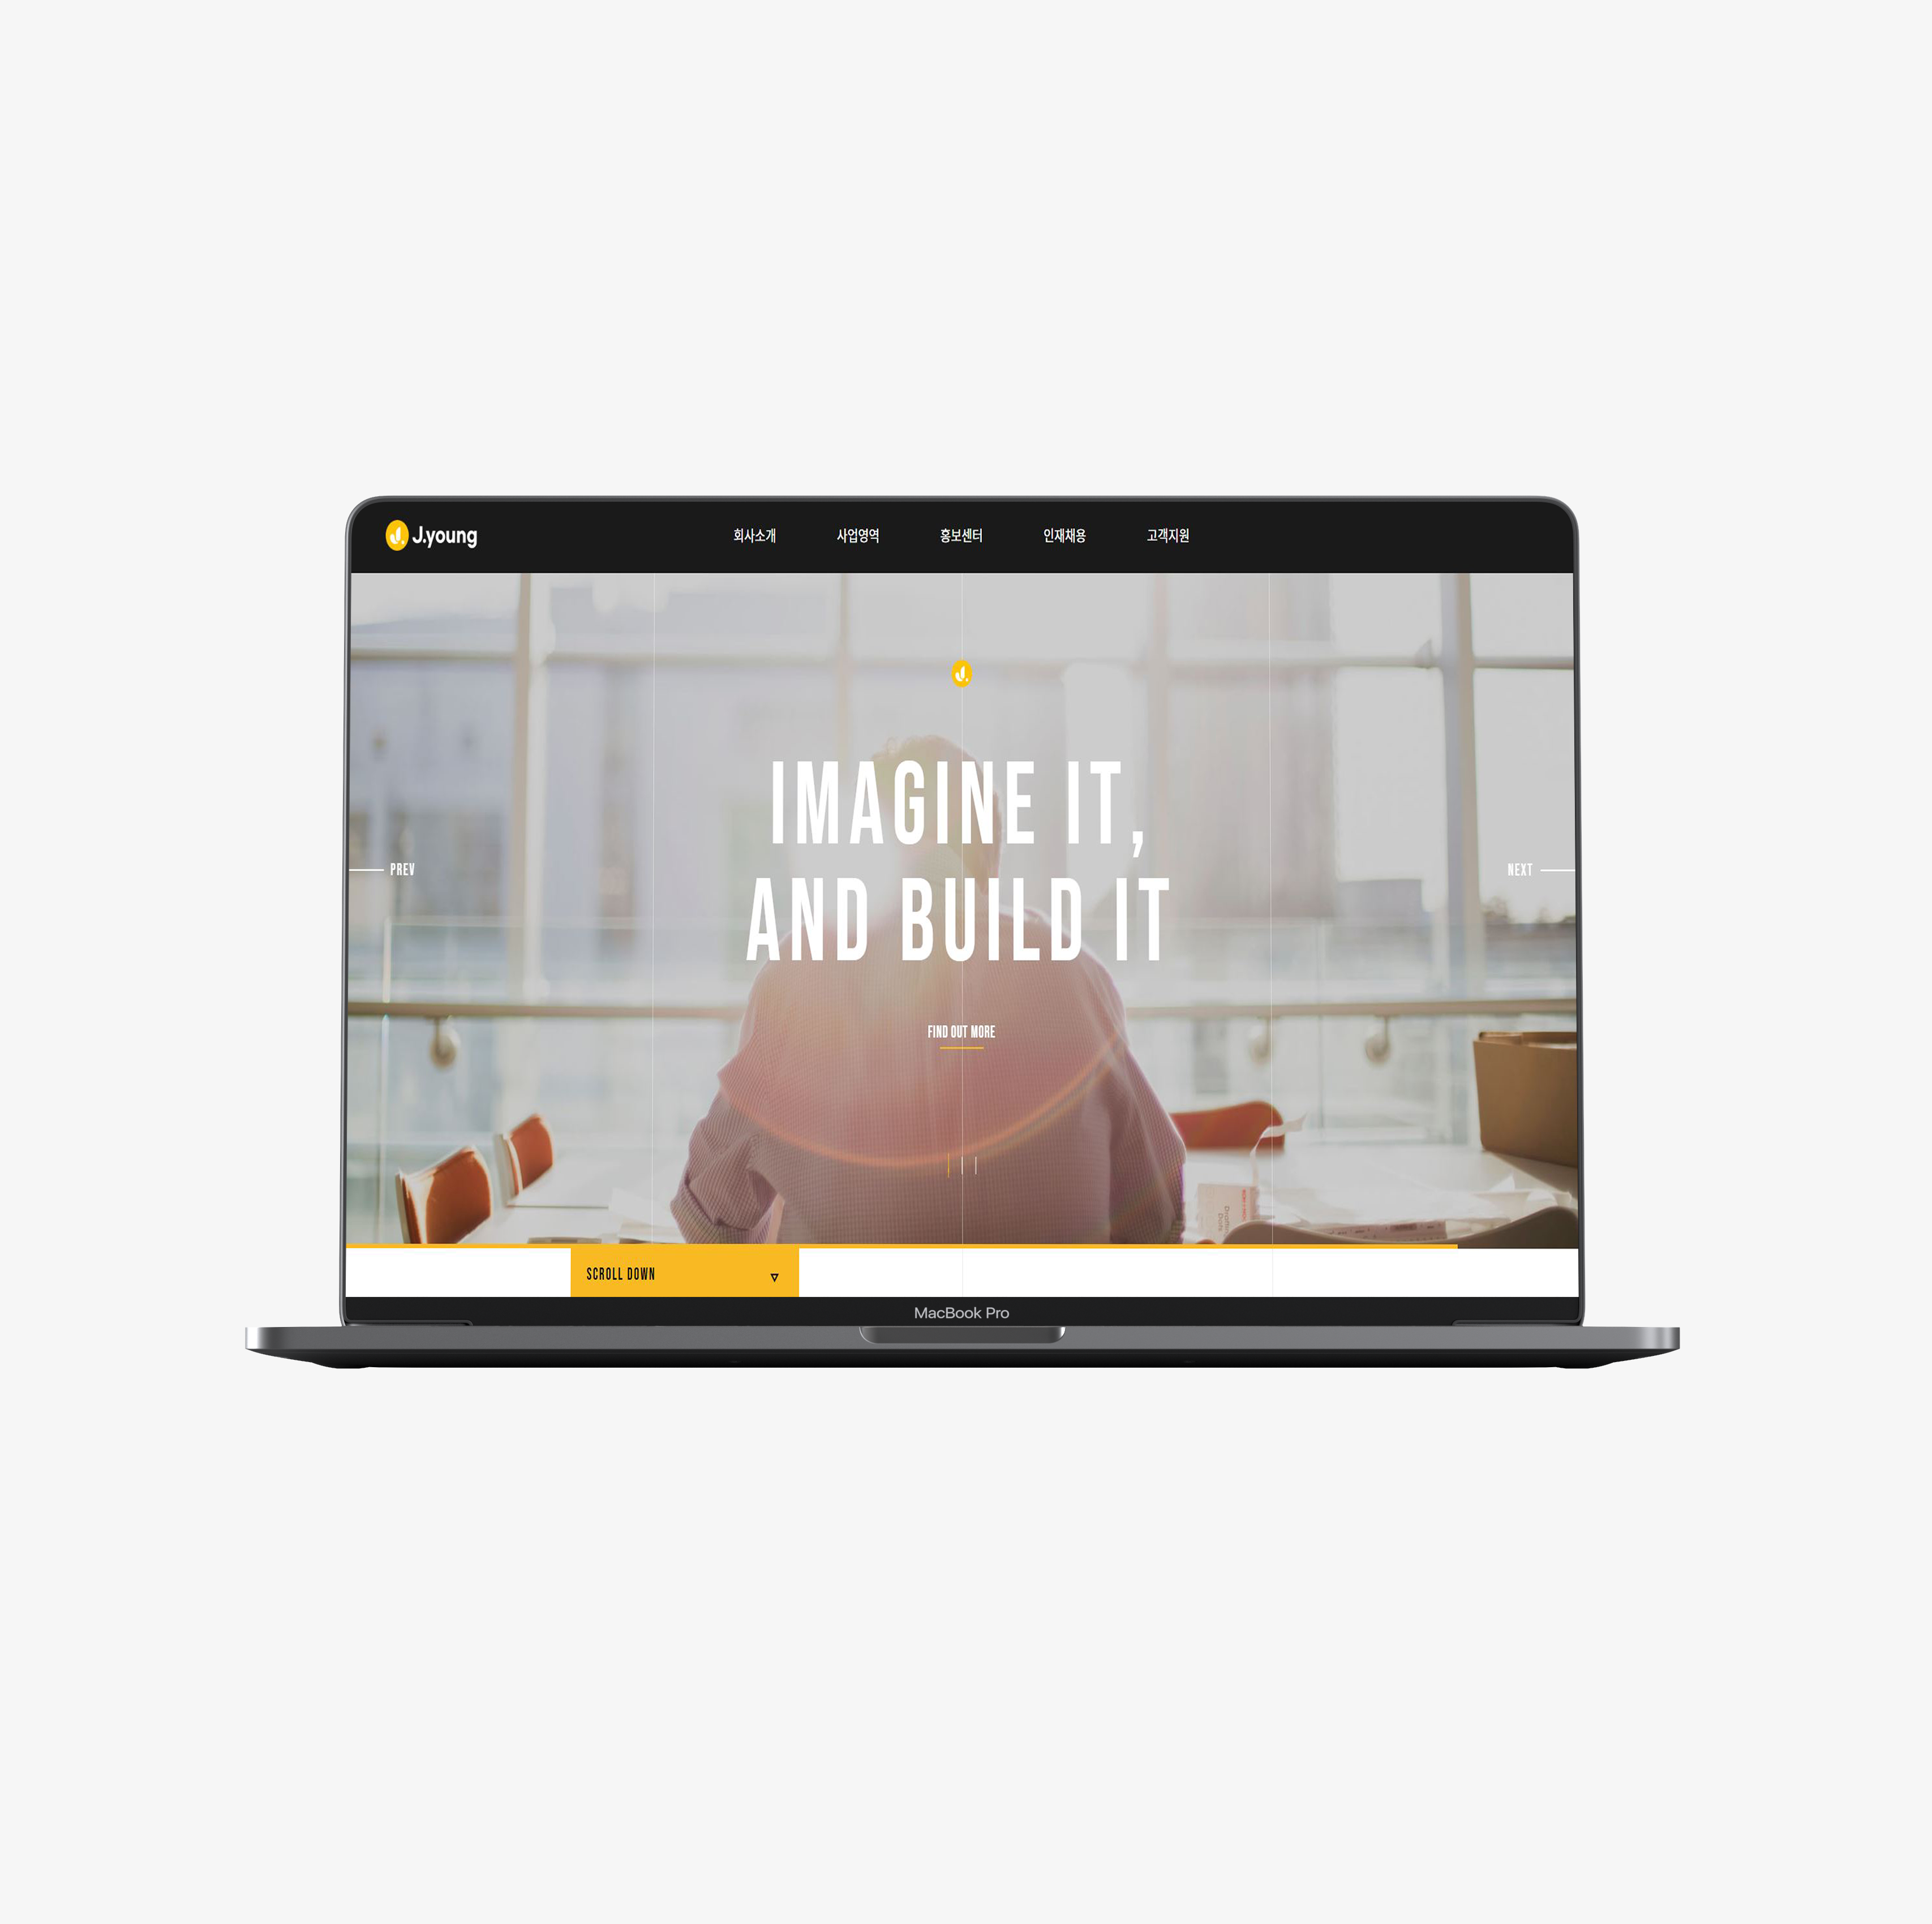 J.young
회사소개 사업영역 홍보센터 인재채용 고객지원
IMAGINE IT,
AND BUILD IT
PREV
NEXT
FIND OUT MORE
SCROLL DOWN
MacBook Pro